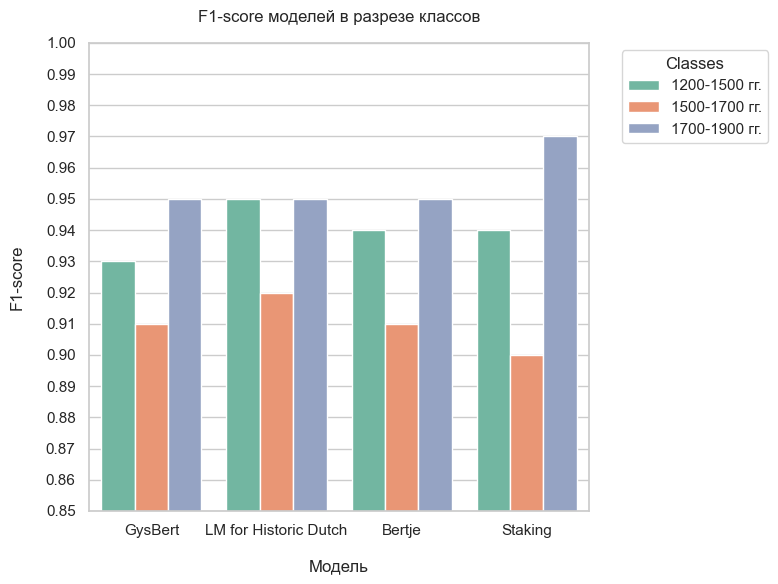 F1-score моделей в разрезе классов
1.00
0.99
0.98
0.97
0.96
0.95
0.94
0.93
0.92
0.91
0.90
0.89
0.88
0.87
0.86
0.85
F1-score
GysBert
LM for Historic Dutch
Bertje
Staking
Модель
Classes
1200-1500 гг.
1500-1700 гг.
1700-1900 гг.